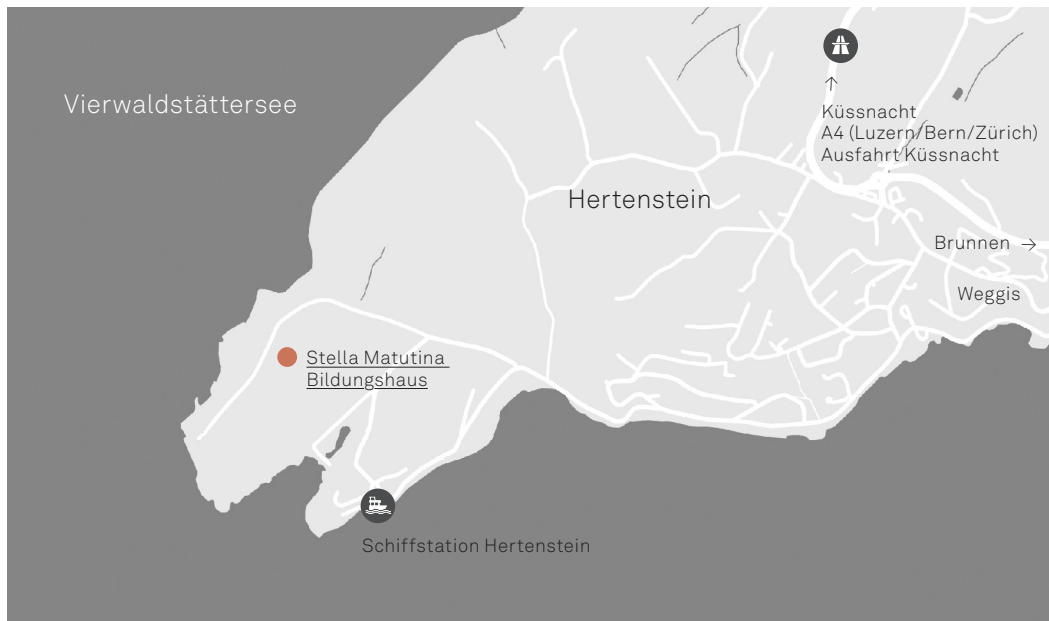 Vierwaldstättersee
Küssnacht
A4 (Luzern/Bern/Zürich)
Ausfahrt Küssnacht
Hertenstein
Brunnen →
Weggis
Stella Matutina
Bildungshaus
Schiffstation Hertenstein